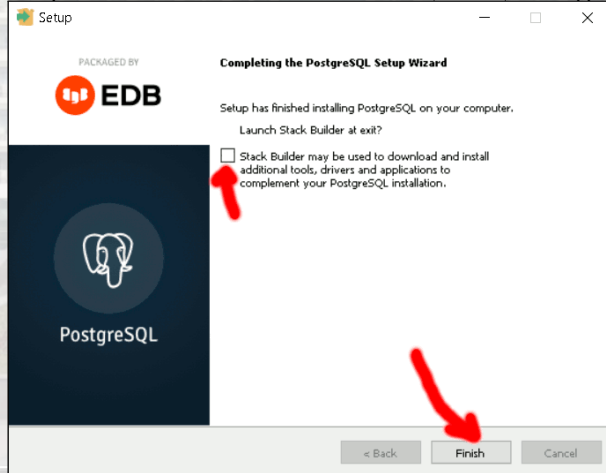 Setup
PACKAGED BY
EDB
Completing the PostgreSQL Setup Wizard
Setup has finished installing PostgreSQL on your computer.
Launch Stack Builder at exit?
Stack Builder may be used to download and install
additional tools, drivers and applications to
complement your PostgreSQL installation.
PostgreSQL
< Back
Finish
Cancel